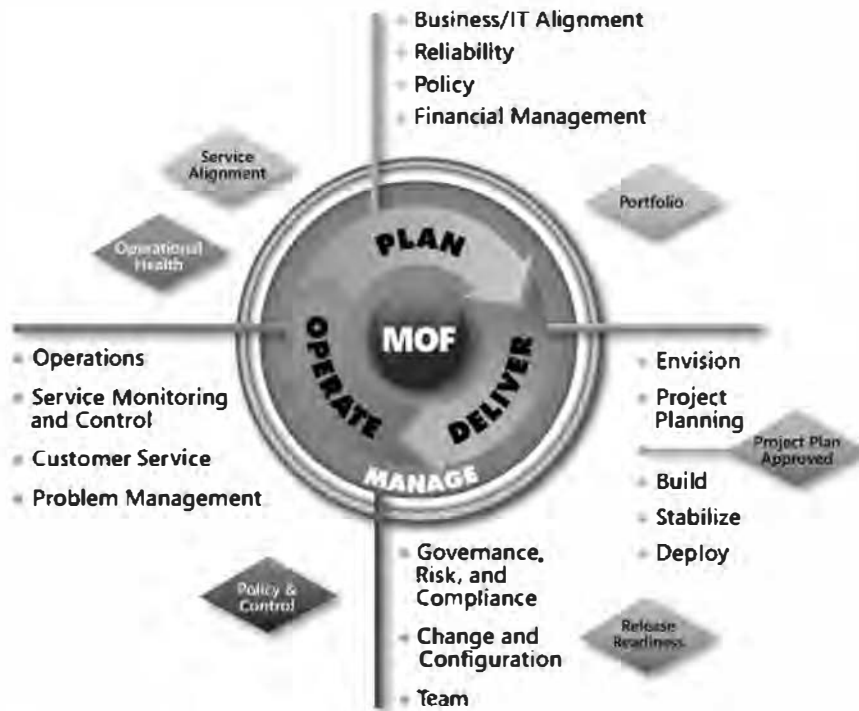 Business/IT Alignment
Reliability
Policy
Financial Management
Service
Alignment
Portfolio
Operational
Health
PLAN
MOF
OPERATE
DELIVER
MANAGE
Operations
Service Monitoring
and Control
Customer Service
Problem Management
Envision
Project
Planning
Project Plan
Approved
Build
Stabilize
Deploy
Policy &
Control
Governance,
Risk, and
Compliance
Change and
Configuration
Team
Release
Readiness